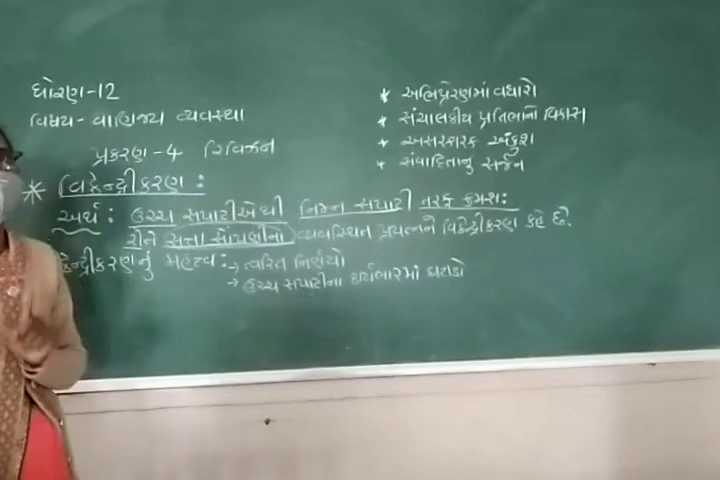 ધોરણ-12
વિષય - વાણિજ્ય વ્યવસ્થા
પ્રકરણ-4 રિવિઝન
* વિકેન્દ્રીકરણ :
અર્થ : ઉચ્ચ સપાટીએથી નિમ્ન સપાટી તરફ ક્રમશઃ
રીતે સત્તા સોંપણીનો વ્યવસ્થિત પ્રયત્નને વિકેન્દ્રીકરણ કહે છે.
કેન્દ્રીકરણનું મહત્વ : → ત્વરિત નિર્ણયો
→ ઉચ્ચ સપાટીના કાર્યભારમાં ઘટાડો
* અભિપ્રેરણમાં વધારો
* સંચાલકીય પ્રતિભાનો વિકાસ
* અસરકારક અંકુશ
* સંવાદિતાનુ સર્જન